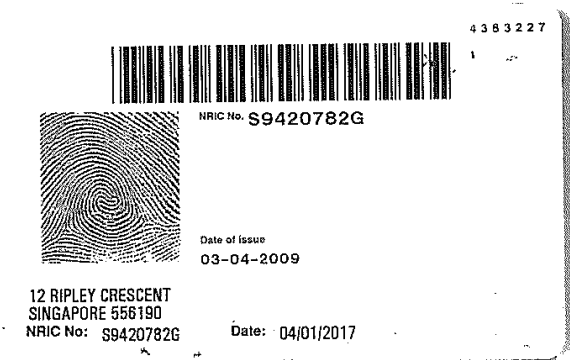 4383227
NRIC No. S9420782G
Date of issue
03-04-2009
12 RIPLEY CRESCENT
SINGAPORE 556190
NRIC No: S9420782G Date: 04/01/2017